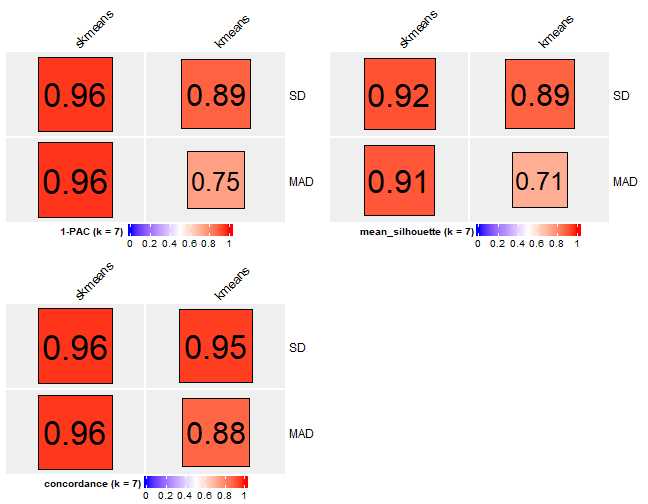 skmeans kmeans
0.96 0.89 SD
0.96 0.75 MAD
1-PAC (k = 7)
0 0.2 0.4 0.6 0.8 1
skmeans kmeans
0.92 0.89 SD
0.91 0.71 MAD
mean_silhouette (k = 7)
0 0.2 0.4 0.6 0.8 1
skmeans kmeans
0.96 0.95 SD
0.96 0.88 MAD
concordance (k = 7)
0 0.2 0.4 0.6 0.8 1